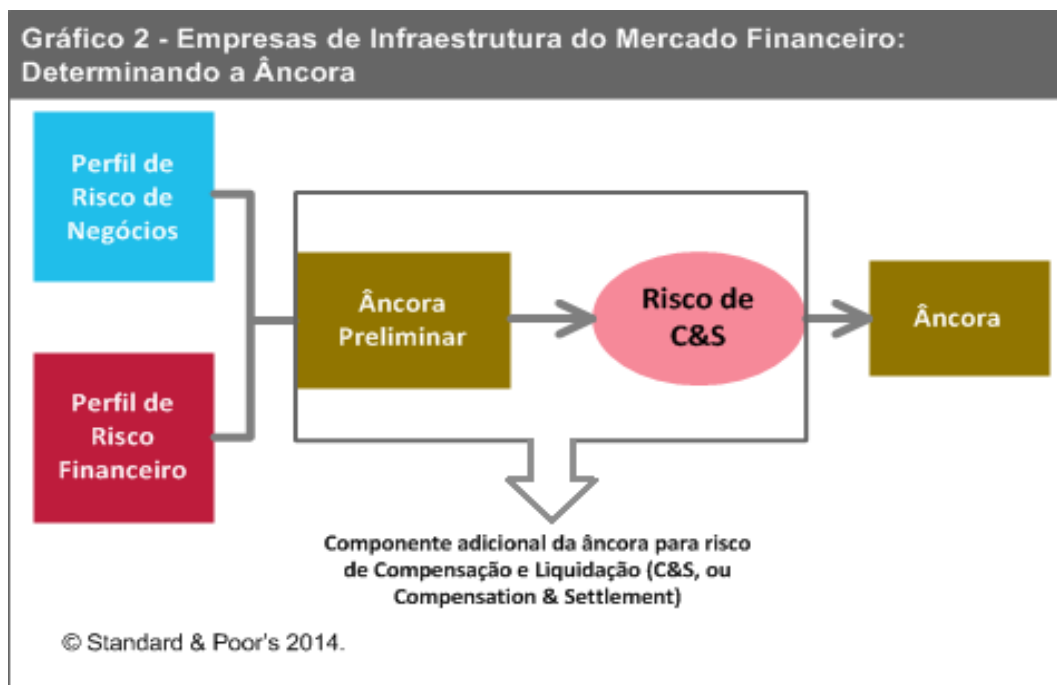 Gráfico 2 - Empresas de Infraestrutura do Mercado Financeiro:
Determinando a Âncora
Perfil de
Risco de
Negócios
Perfil de
Risco
Financeiro
Âncora
Preliminar
Risco de
C&S
Âncora
Componente adicional da âncora para risco
de Compensação e Liquidação (C&S, ou
Compensation & Settlement)
© Standard & Poor's 2014.